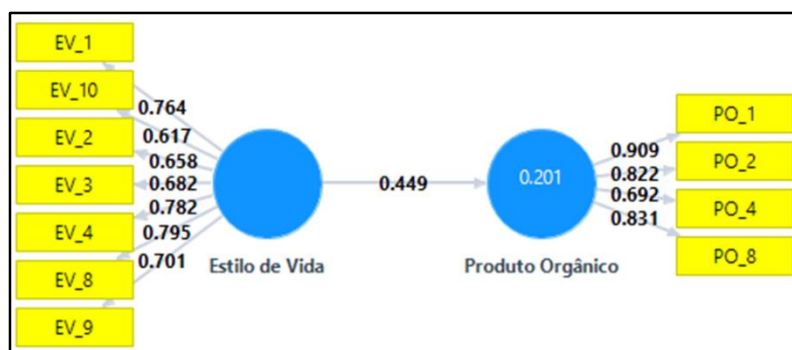 EV_1
EV_10
EV_2
EV_3
EV_4
EV_8
EV_9
0.764
0.617
0.658
0.682
0.782
0.795
0.701
Estilo de Vida
0.449
0.201
Produto Orgânico
0.909
0.822
0.692
0.831
PO_1
PO_2
PO_4
PO_8